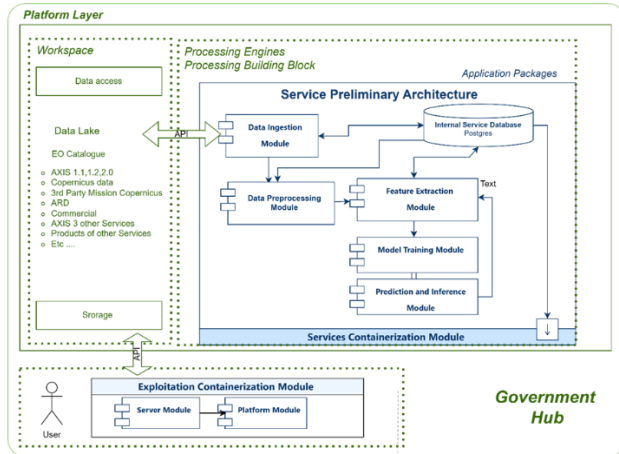 Platform Layer
Workspace
Data access
Data Lake
EO Catalogue
AXIS 1.1,1.2,2.0
Copernicus data
3rd Party Mission Copernicus
ARD
Commercial
AXIS 3 other Services
Products of other Services
Etc ....
Srorage
API
Processing Engines
Processing Building Block
Application Packages
Service Preliminary Architecture
Data Ingestion
Module
Internal Service Database
Postgres
Data Preprocessing
Module
Feature Extraction
Module
Text
Model Training Module
Prediction and Inference
Module
Services Containerization Module
API
User
Exploitation Containerization Module
Server Module
Platform Module
Government
Hub